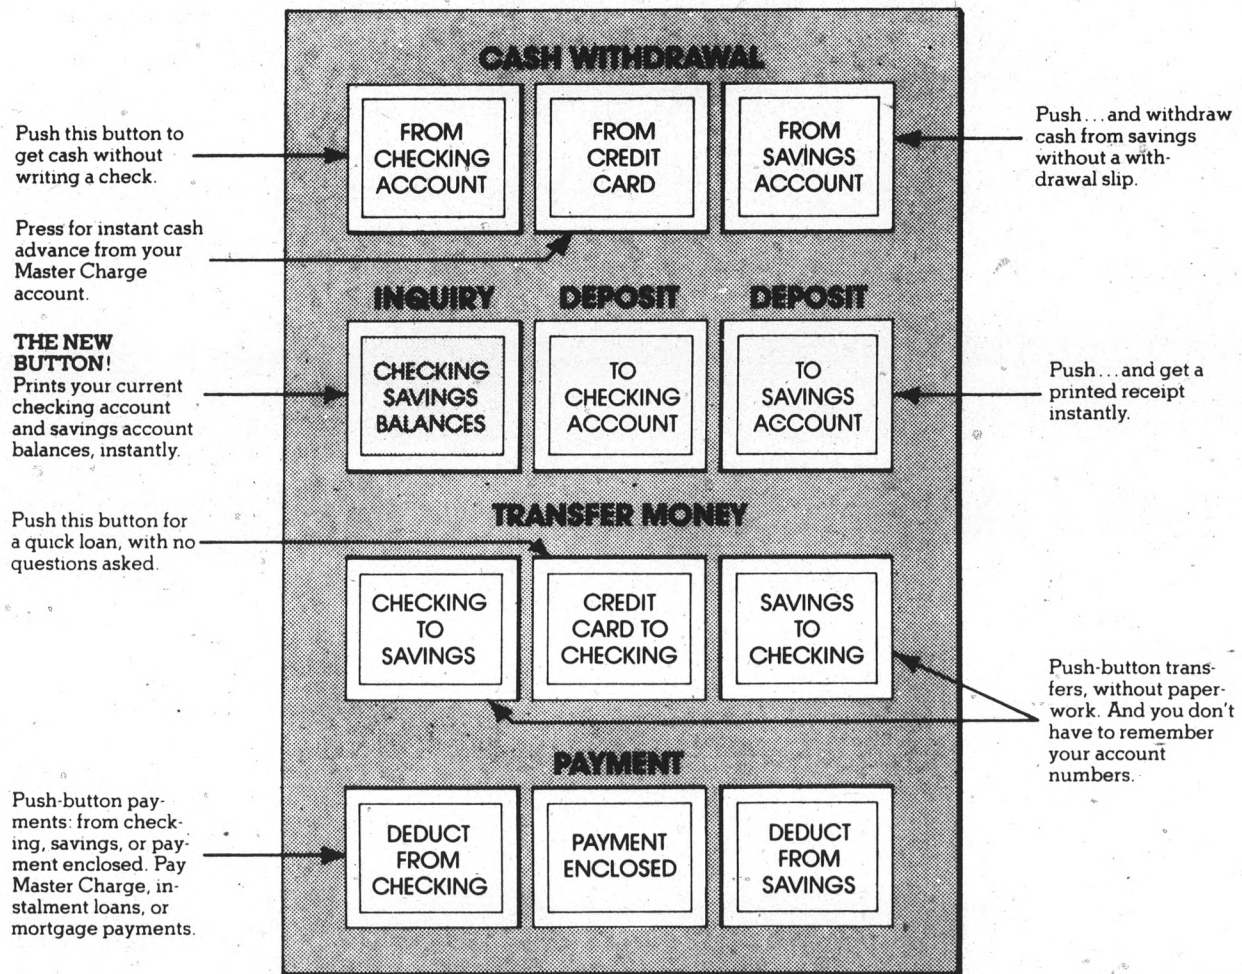 CASH WITHDRAWAL
Push this button to
get cash without
writing a check.
FROM
CHECKING
ACCOUNT
FROM
CREDIT
CARD
FROM
SAVINGS
ACCOUNT
Push...and withdraw
cash from savings
without a with-
drawal slip.
Press for instant cash
advance from your
Master Charge
account.
INQUIRY
DEPOSIT
DEPOSIT
THE NEW
BUTTON!
Prints your current
checking account
and savings account
balances, instantly.
CHECKING
SAVINGS
BALANCES
TO
CHECKING
ACCOUNT
TO
SAVINGS
ACCOUNT
Push...and get a
printed receipt
instantly.
TRANSFER MONEY
Push this button for
a quick loan, with no
questions asked.
CHECKING
TO
SAVINGS
CREDIT
CARD TO
CHECKING
SAVINGS
TO
CHECKING
Push-button trans-
fers, without paper-
work. And you don't
have to remember
your account
numbers.
PAYMENT
Push-button pay-
ments: from check-
ing, savings, or pay-
ment enclosed. Pay
Master Charge, in-
stalment loans, or
mortgage payments.
DEDUCT
FROM
CHECKING
PAYMENT
ENCLOSED
DEDUCT
FROM
SAVINGS